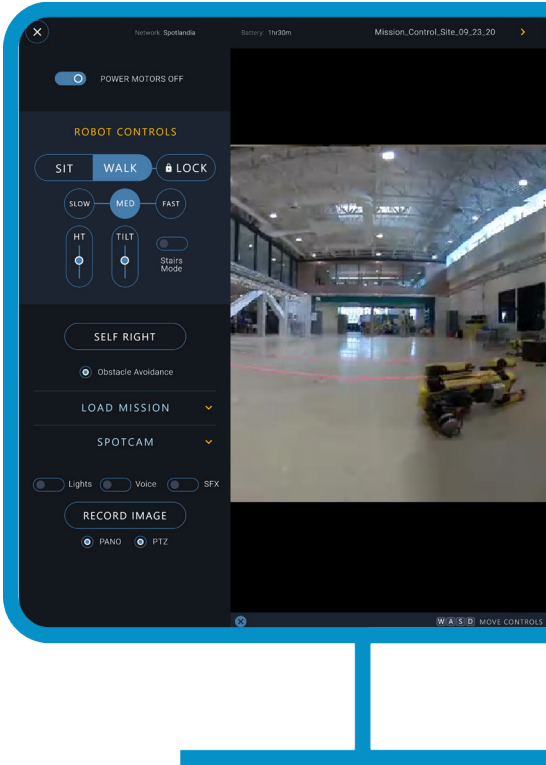 Network: Spotlandia
Battery: 1hr30m
Mission_Control_Site_09_23_20
POWER MOTORS OFF
ROBOT CONTROLS
SIT WALK LOCK
SLOW MED FAST
HT TILT
Stairs
Mode
SELF RIGHT
Obstacle Avoidance
LOAD MISSION
SPOTCAM
Lights Voice SFX
RECORD IMAGE
PANO PTZ
W A S D MOVE CONTROLS